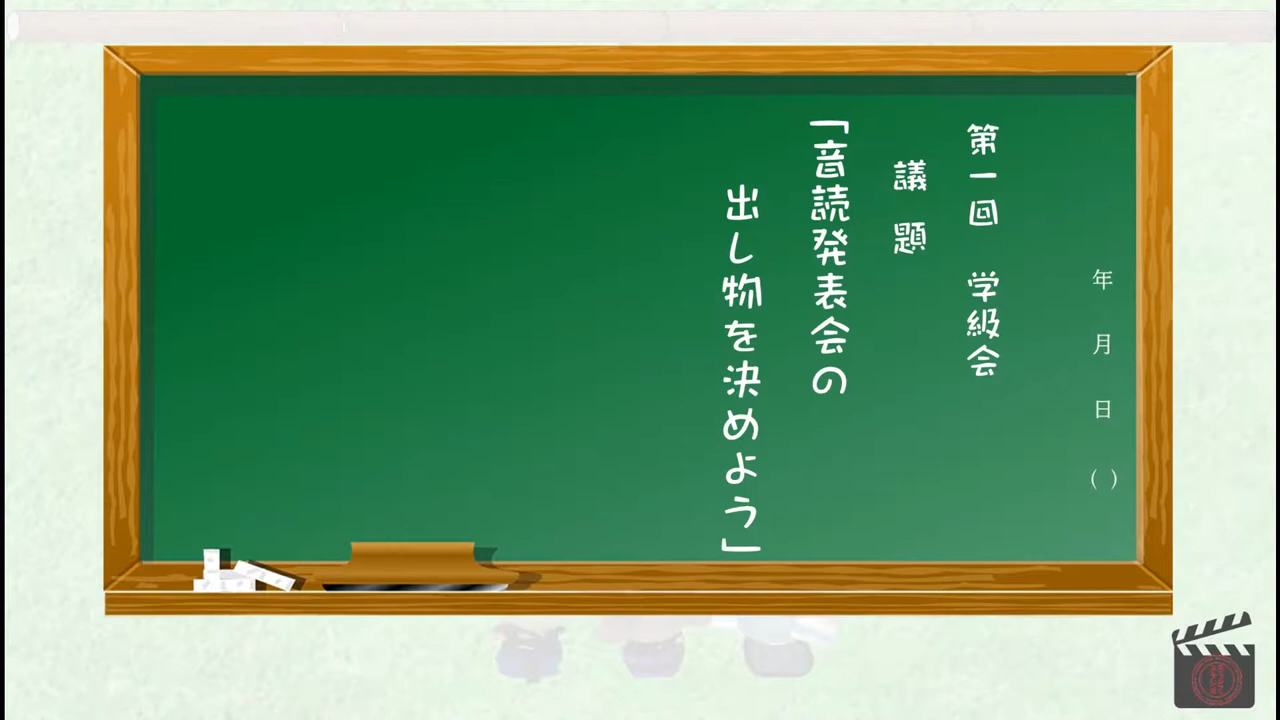 年 月 日 ( )
第一回 学級会
議 題
「音読発表会の
出し物を決めよう」